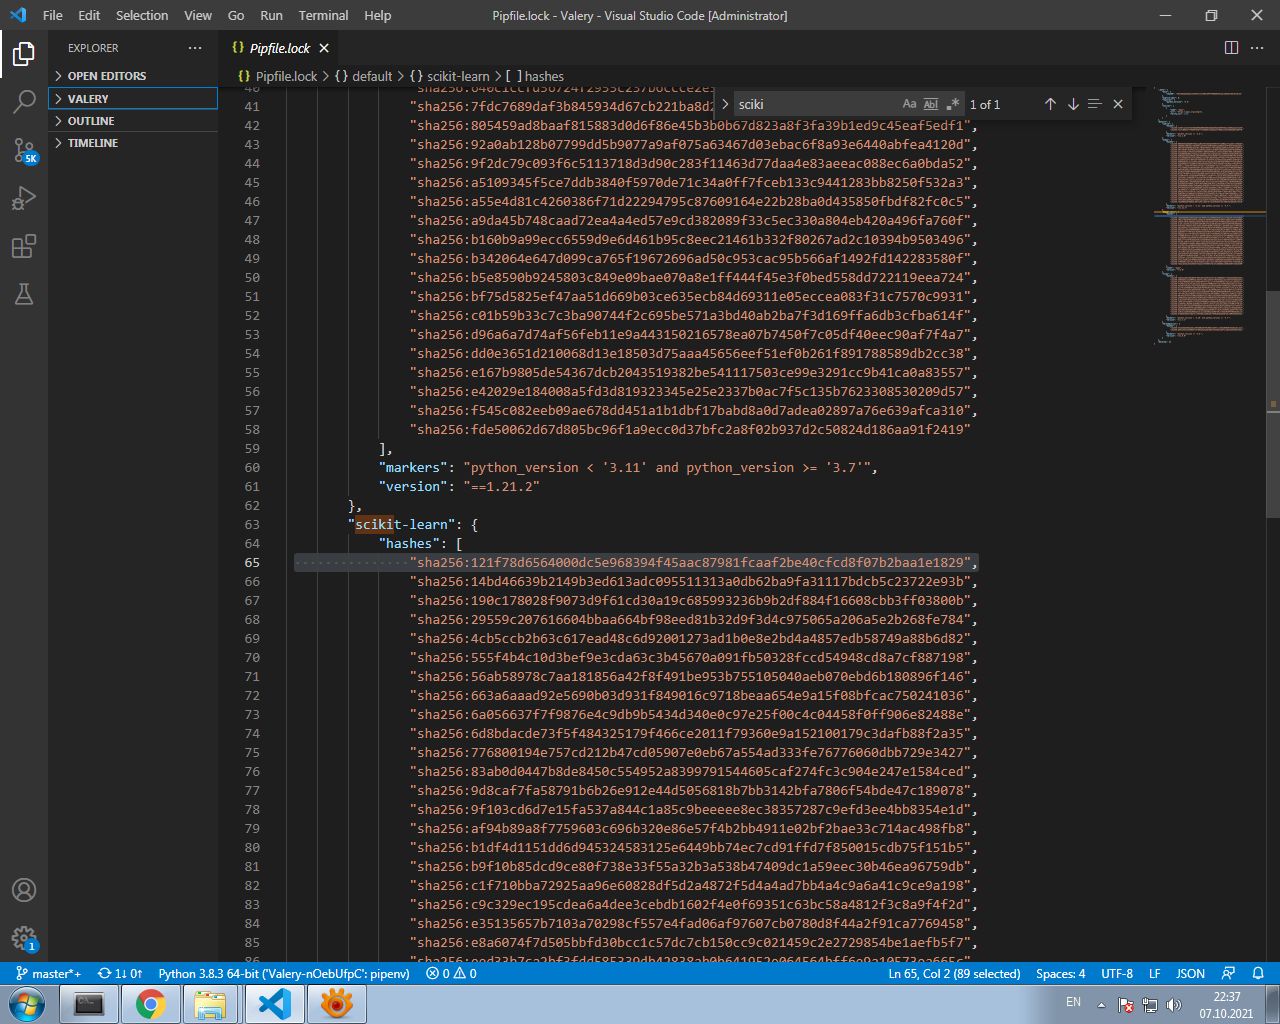 File Edit Selection View Go Run Terminal Help Pipfile.lock - Valery - Visual Studio Code [Administrator]
EXPLORER
OPEN EDITORS
VALERY
OUTLINE
TIMELINE
5K
1
{} Pipfile.lock
{} Pipfile.lock > {} default > {} scikit-learn > [ ] hashes
sciki Aa Abl .* 1 of 1
41 "sha256:7fdc7689daf3b845934d67cb221ba8d2
42 "sha256:805459ad8baaf815883d0d6f86e45b3b0b67d823a8f3fa39b1ed9c45eaf5edf1",
43 "sha256:92a0ab128b07799dd5b9077a9af075a63467d03ebac6f8a93e6440abfea4120d",
44 "sha256:9f2dc79c093f6c5113718d3d90c283f11463d77daa4e83aeeac088ec6a0bda52",
45 "sha256:a5109345f5ce7ddb3840f5970de71c34a0ff7fceb133c9441283bb8250f532a3",
46 "sha256:a55e4d81c4260386f71d22294795c87609164e22b28ba0d435850fbdf82fc0c5",
47 "sha256:a9da45b748caad72ea4a4ed57e9cd382089f33c5ec330a804eb420a496fa760f",
48 "sha256:b160b9a99ecc6559d9e6d461b95c8eec21461b332f80267ad2c10394b9503496",
49 "sha256:b342064e647d099ca765f19672696ad50c953cac95b566af1492fd142283580f",
50 "sha256:b5e8590b9245803c849e09bae070a8e1ff444f45e3f0bed558dd722119eea724",
51 "sha256:bf75d5825ef47aa51d669b03ce635ecb84d69311e05eccea083f31c7570c9931",
52 "sha256:c01b59b33c7c3ba90744f2c695be571a3bd40ab2ba7f3d169ffa6db3cfba614f",
53 "sha256:d96a6a7d74af56feb11e9a443150216578ea07b7450f7c05df40eec90af7f4a7",
54 "sha256:dd0e3651d210068d13e18503d75aaa45656eef51ef0b261f891788589db2cc38",
55 "sha256:e167b9805de54367dcb2043519382be541117503ce99e3291cc9b41ca0a83557",
56 "sha256:e42029e184008a5fd3d819323345e25e2337b0ac7f5c135b7623308530209d57",
57 "sha256:f545c082eeb09ae678dd451a1b1dbf17babd8a0d7adea02897a76e639afca310",
58 "sha256:fde50062d67d805bc96f1a9ecc0d37bfc2a8f02b937d2c50824d186aa91f2419"
59 ],
60 "markers": "python_version < '3.11' and python_version >= '3.7'",
61 "version": "==1.21.2"
62 },
63 "scikit-learn": {
64 "hashes": [
65 "sha256:121f78d6564000dc5e968394f45aac87981fcaaf2be40cfcd8f07b2baa1e1829",
66 "sha256:14bd46639b2149b3ed613adc095511313a0db62ba9fa31117bdcb5c23722e93b",
67 "sha256:190c178028f9073d9f61cd30a19c685993236b9b2df884f16608cbb3ff03800b",
68 "sha256:29559c207616604bbaa664bf98eed81b32d9f3d4c975065a206a5e2b268fe784",
69 "sha256:4cb5ccb2b63c617ead48c6d92001273ad1b0e8e2bd4a4857edb58749a88b6d82",
70 "sha256:555f4b4c10d3bef9e3cda63c3b45670a091fb50328fccd54948cd8a7cf887198",
71 "sha256:56ab58978c7aa181856a42f8f491be953b755105040aeb070ebd6b180896f146",
72 "sha256:663a6aaad92e5690b03d931f849016c9718beaa654e9a15f08bfcac750241036",
73 "sha256:6a056637f7f9876e4c9db9b5434d340e0c97e25f00c4c04458f0ff906e82488e",
74 "sha256:6d8bdacde73f5f484325179f466ce2011f79360e9a152100179c3dafb88f2a35",
75 "sha256:776800194e757cd212b47cd05907e0eb67a554ad333fe76776060dbb729e3427",
76 "sha256:83ab0d0447b8de8450c554952a8399791544605caf274fc3c904e247e1584ced",
77 "sha256:9d8caf7fa58791b6b26e912e44d5056818b7bb3142bfa7806f54bde47c189078",
78 "sha256:9f103cd6d7e15fa537a844c1a85c9beeeee8ec38357287c9efd3ee4bb8354e1d",
79 "sha256:af94b89a8f7759603c696b320e86e57f4b2bb4911e02bf2bae33c714ac498fb8",
80 "sha256:b1df4d1151dd6d945324583125e6449bb74ec7cd91ffd7f850015cdb75f151b5",
81 "sha256:b9f10b85dcd9ce80f738e33f55a32b3a538b47409dc1a59eec30b46ea96759db",
82 "sha256:c1f710bba72925aa96e60828df5d2a4872f5d4a4ad7bb4a4c9a6a41c9ce9a198",
83 "sha256:c9c329ec195cdea6a4dee3cebdb1602f4e0f69351c63bc58a4812f3c8a9f4f2d",
84 "sha256:e35135657b7103a70298cf557e4fad06af97607cb0780d8f44a2f91ca7769458",
85 "sha256:e8a6074f7d505bbfd30bcc1c57dc7cb150cc9c021459c2e2729854be1aefb5f7",
master*+ 1↓ 0↑ Python 3.8.3 64-bit ('Valery-nOebUfpC': pipenv) 0 0 Ln 65, Col 2 (89 selected) Spaces: 4 UTF-8 LF JSON
EN 22:37
07.10.2021